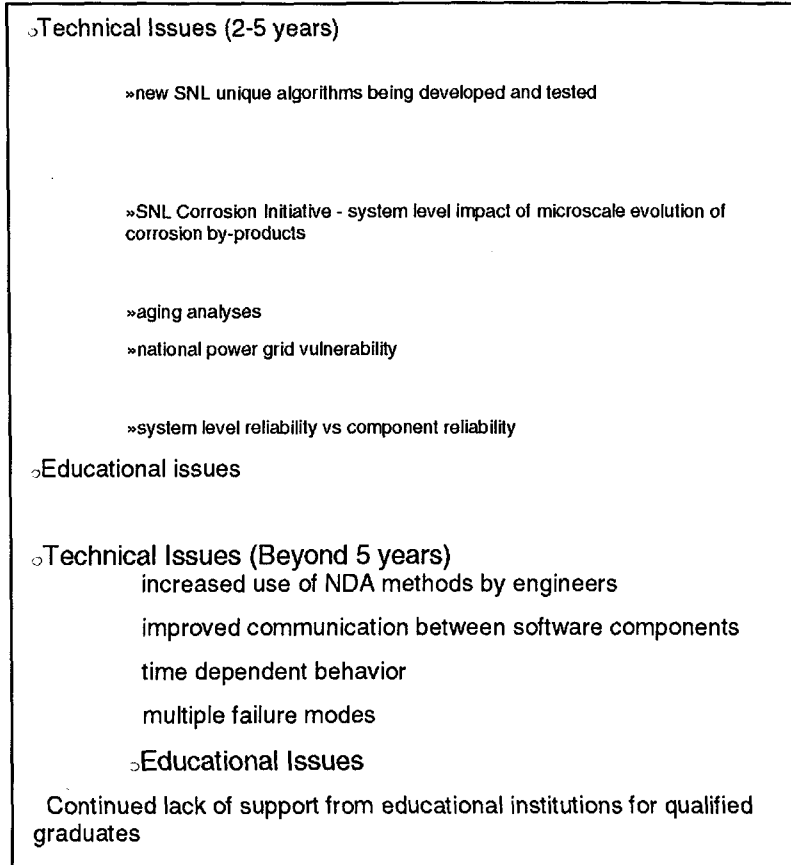 ○Technical Issues (2-5 years)
»new SNL unique algorithms being developed and tested
»SNL Corrosion Initiative - system level impact of microscale evolution of
corrosion by-products
»aging analyses
»national power grid vulnerability
»system level reliability vs component reliability
○Educational issues
○Technical Issues (Beyond 5 years)
increased use of NDA methods by engineers
improved communication between software components
time dependent behavior
multiple failure modes
○Educational Issues
Continued lack of support from educational institutions for qualified
graduates